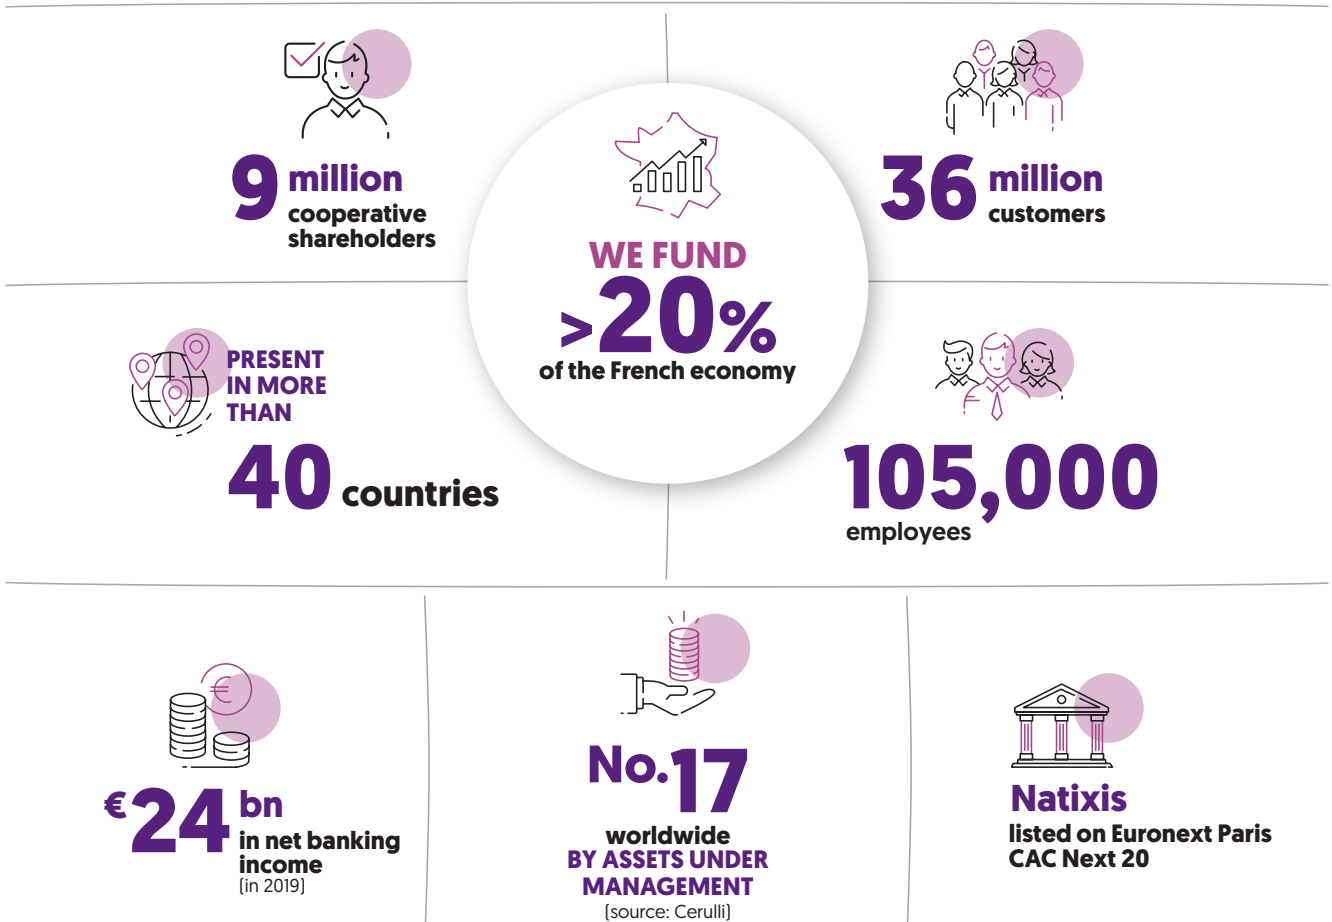 9 million
cooperative
shareholders
WE FUND
>20%
of the French economy
36 million
customers
PRESENT
IN MORE
THAN
40 countries
105,000
employees
€24 bn
in net banking
income
(in 2019)
No.17
worldwide
BY ASSETS UNDER
MANAGEMENT
(source: Cerulli)
Natixis
listed on Euronext Paris
CAC Next 20